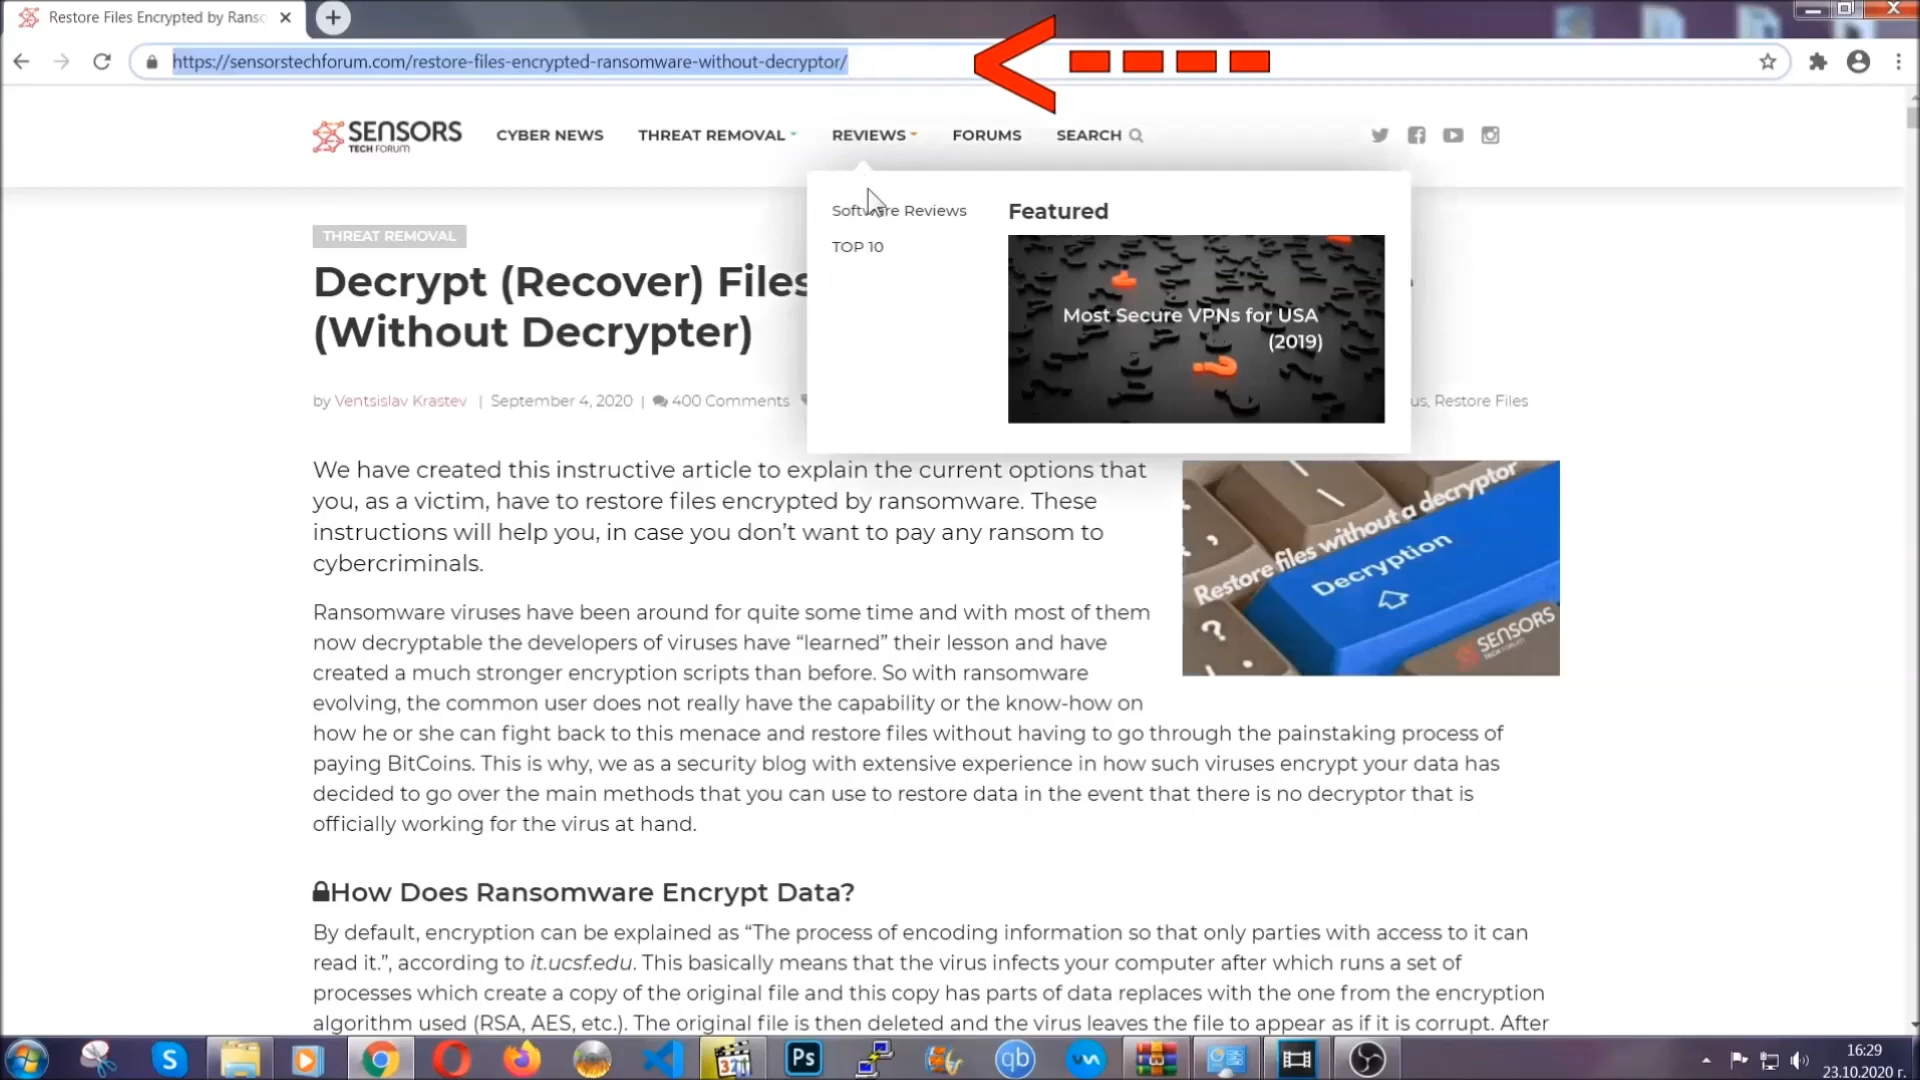 Restore Files Encrypted by Ranso
https://sensorstechforum.com/restore-files-encrypted-ransomware-without-decryptor/
SENSORS
TECH FORUM
CYBER NEWS
THREAT REMOVAL
REVIEWS
FORUMS
SEARCH
Software Reviews
TOP 10
Featured
Most Secure VPNs for USA
(2019)
THREAT REMOVAL
Decrypt (Recover) Files
(Without Decrypter)
by Ventsislav Krastev | September 4, 2020 | 400 Comments
us, Restore Files
We have created this instructive article to explain the current options that
you, as a victim, have to restore files encrypted by ransomware. These
instructions will help you, in case you don’t want to pay any ransom to
cybercriminals.
Restore files without a decryptor
Decryption
SENSORS
TECH FORUM
Ransomware viruses have been around for quite some time and with most of them
now decryptable the developers of viruses have “learned” their lesson and have
created a much stronger encryption scripts than before. So with ransomware
evolving, the common user does not really have the capability or the know-how on
how he or she can fight back to this menace and restore files without having to go through the painstaking process of
paying BitCoins. This is why, we as a security blog with extensive experience in how such viruses encrypt your data has
decided to go over the main methods that you can use to restore data in the event that there is no decryptor that is
officially working for the virus at hand.
How Does Ransomware Encrypt Data?
By default, encryption can be explained as “The process of encoding information so that only parties with access to it can
read it.”, according to it.ucsf.edu. This basically means that the virus infects your computer after which runs a set of
processes which create a copy of the original file and this copy has parts of data replaces with the one from the encryption
algorithm used (RSA, AES, etc.). The original file is then deleted and the virus leaves the file to appear as if it is corrupt. After
S
321
Ps
qb
16:29
23.10.2020 г.